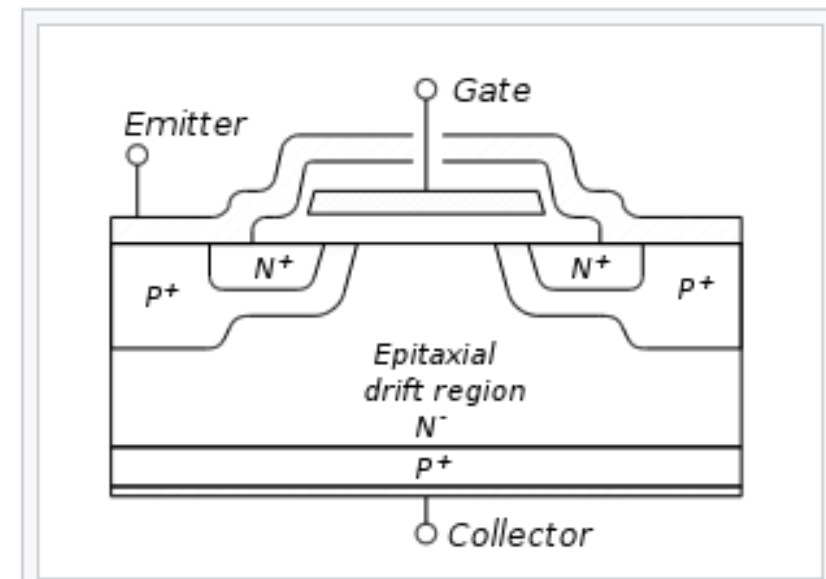 Gate
Emitter
N⁺
N⁺
P⁺
P⁺
Epitaxial
drift region
N⁻
P⁺
Collector